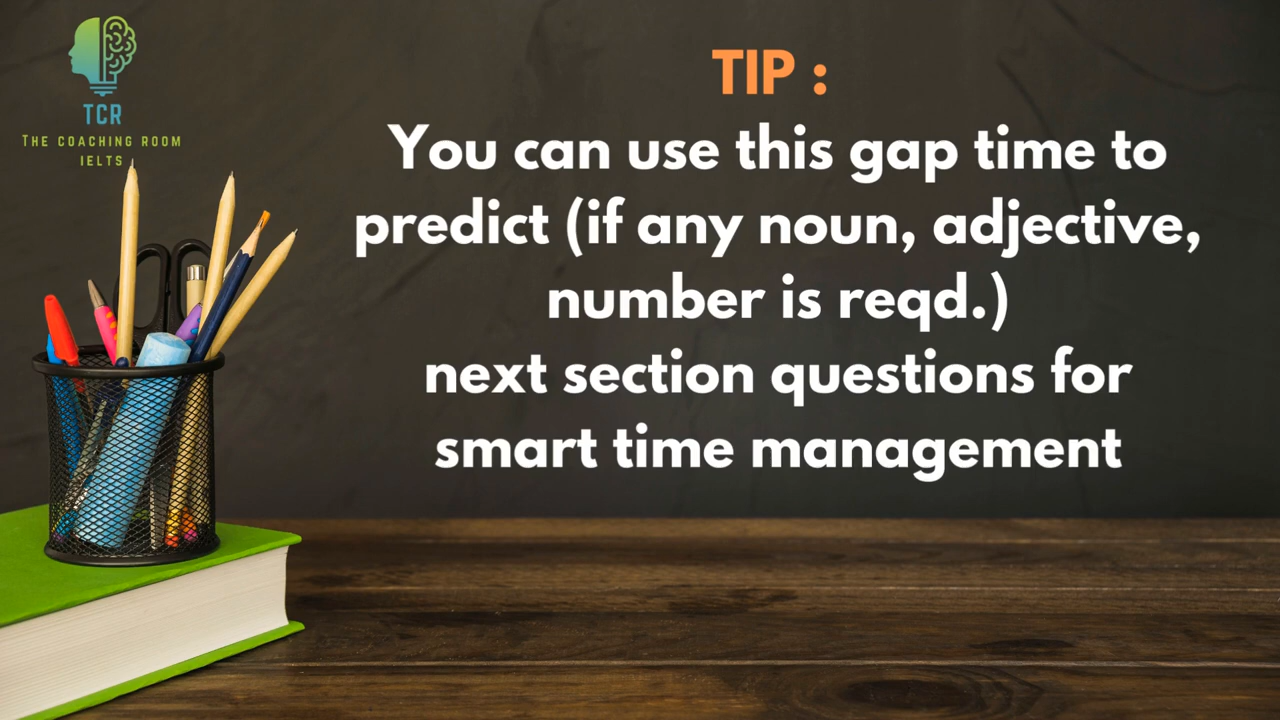 TCR
THE COACHING ROOM
IELTS
TIP :
You can use this gap time to
predict (if any noun, adjective,
number is reqd.)
next section questions for
smart time management